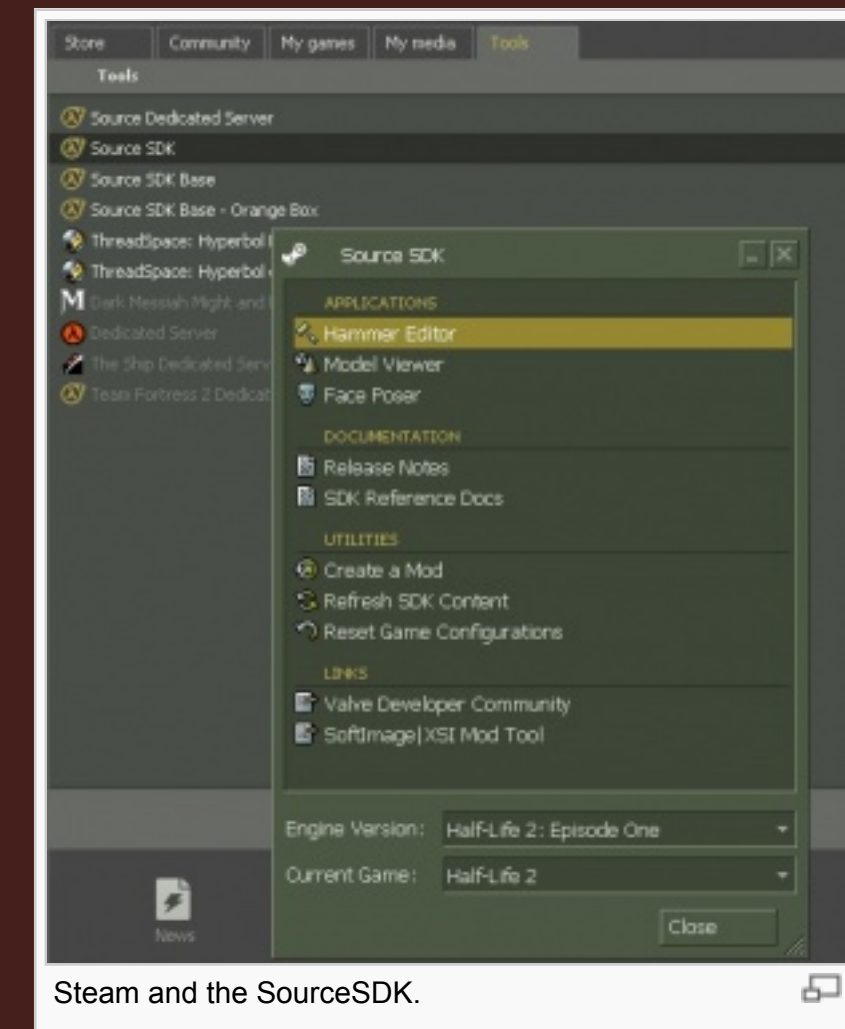 Store Community My games My media Tools
Tools
Source Dedicated Server
Source SDK
Source SDK Base
Source SDK Base - Orange Box
ThreadSpace: Hyperbol
ThreadSpace: Hyperbol
M Dark Messiah Might and
Dedicated Server
The Ship Dedicated Serv
Team Fortress 2 Dedicat
Source SDK
APPLICATIONS
Hammer Editor
Model Viewer
Face Poser
DOCUMENTATION
Release Notes
SDK Reference Docs
UTILITIES
Create a Mod
Refresh SDK Content
Reset Game Configurations
LINKS
Valve Developer Community
SoftImage|XSI Mod Tool
Engine Version: Half-Life 2: Episode One
Current Game: Half-Life 2
Close
News
Steam and the SourceSDK.